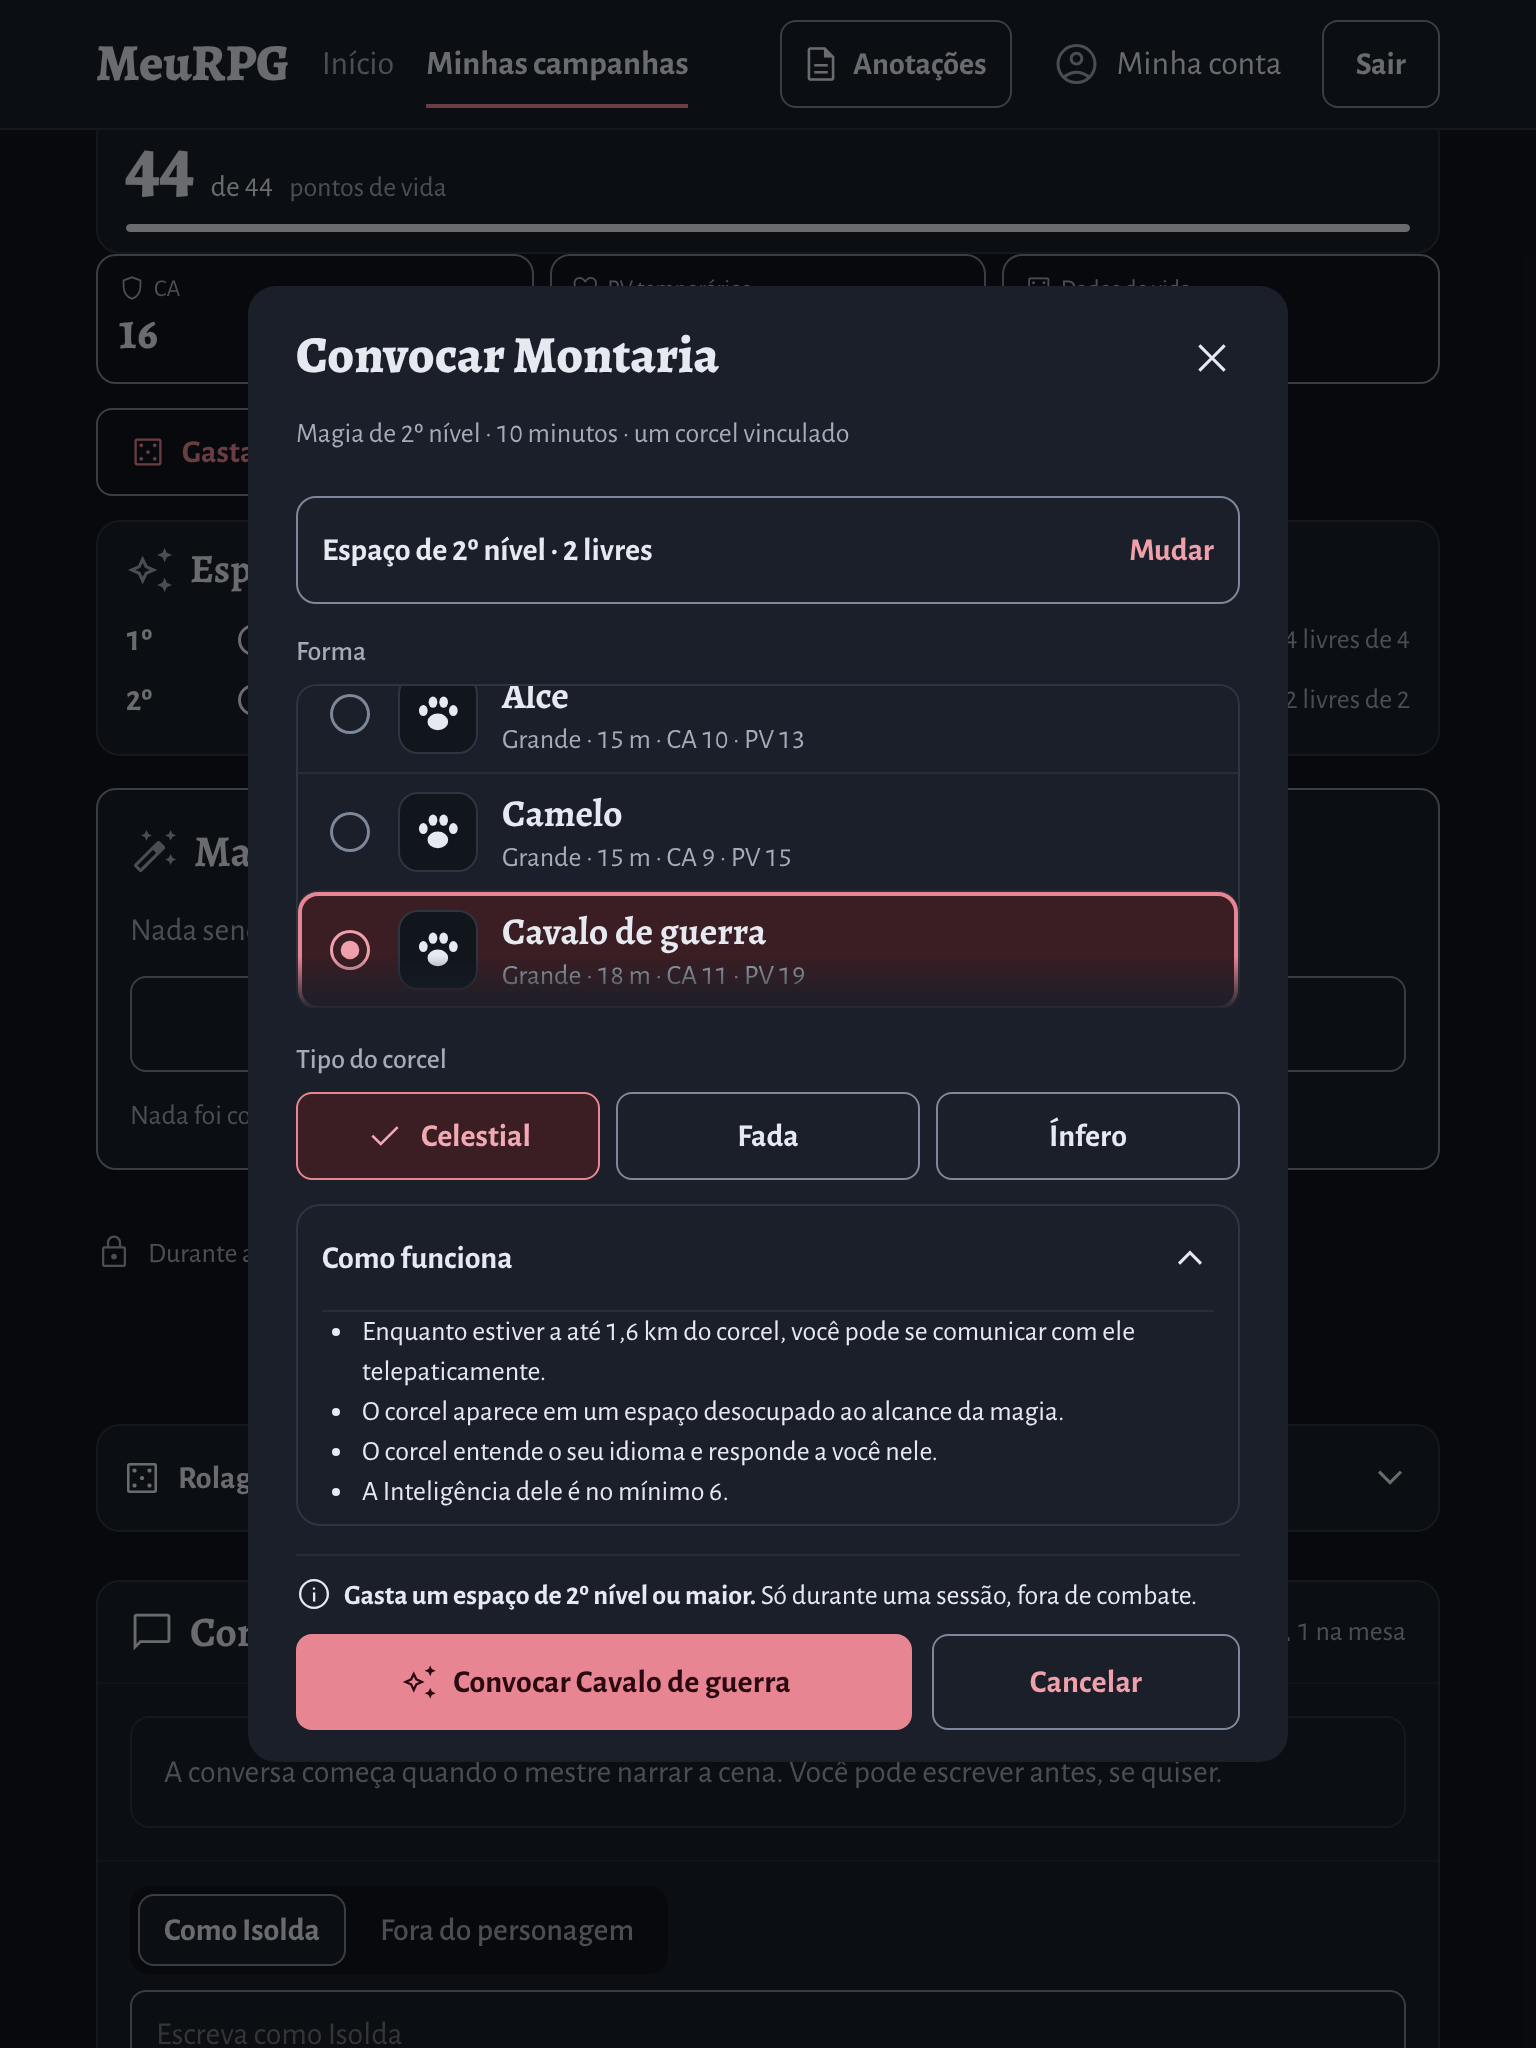 MeuRPG Início Minhas campanhas Anotações Minha conta Sair
44 de 44 pontos de vida
CA
16
Convocar Montaria
Magia de 2º nível · 10 minutos · um corcel vinculado
Espaço de 2º nível · 2 livres Mudar
1º 4 livres de 4
2º 2 livres de 2
Forma
Alce
Grande · 15 m · CA 10 · PV 13
Camelo
Grande · 15 m · CA 9 · PV 15
Cavalo de guerra
Grande · 18 m · CA 11 · PV 19
Tipo do corcel
Celestial Fada Ínfero
Nada foi
Durante
Como funciona
Enquanto estiver a até 1,6 km do corcel, você pode se comunicar com ele
telepaticamente.
O corcel aparece em um espaço desocupado ao alcance da magia.
O corcel entende o seu idioma e responde a você nele.
A Inteligência dele é no mínimo 6.
Gasta um espaço de 2º nível ou maior. Só durante uma sessão, fora de combate.
1 na mesa
Convocar Cavalo de guerra Cancelar
A conversa começa quando o mestre narrar a cena. Você pode escrever antes, se quiser.
Como Isolda Fora do personagem
Escreva como Isolda